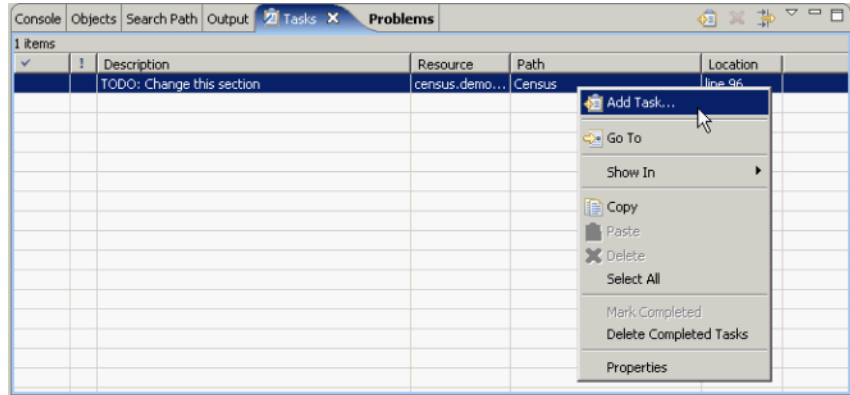 Console Objects Search Path Output Tasks Problems
1 items
! Description Resource Path Location
TODO: Change this section census.demo... Census line 96
Add Task...
Go To
Show In
Copy
Paste
Delete
Select All
Mark Completed
Delete Completed Tasks
Properties